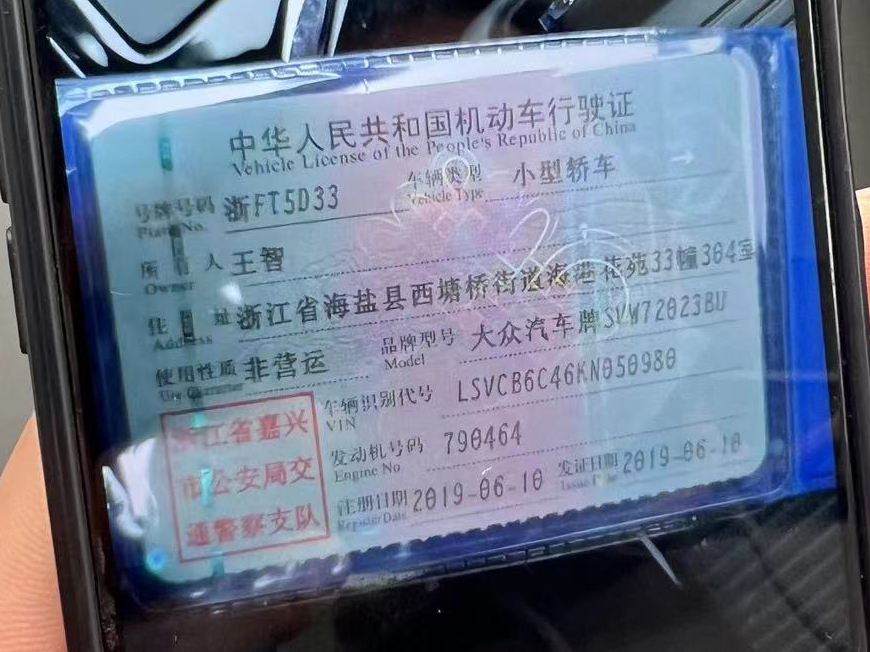 中华人民共和国机动车行驶证
Vehicle License of the People's Republic of China
号牌号码 浙FT5D33 车辆类型 小型轿车
Plate No. Vehicle Type
所有人 王智
Owner
住址 浙江省海盐县西塘桥街道海港花苑33幢304室
Address
使用性质 非营运 品牌型号 大众汽车牌SVW72023BU
Use Character Model
车辆识别代号 LSVCB6C46KN050980
VIN
发动机号码 790464
Engine No.
注册日期 2019-06-10 发证日期 2019-06-10
Register Date Issue Date
浙江省嘉兴
市公安局交
通警察支队